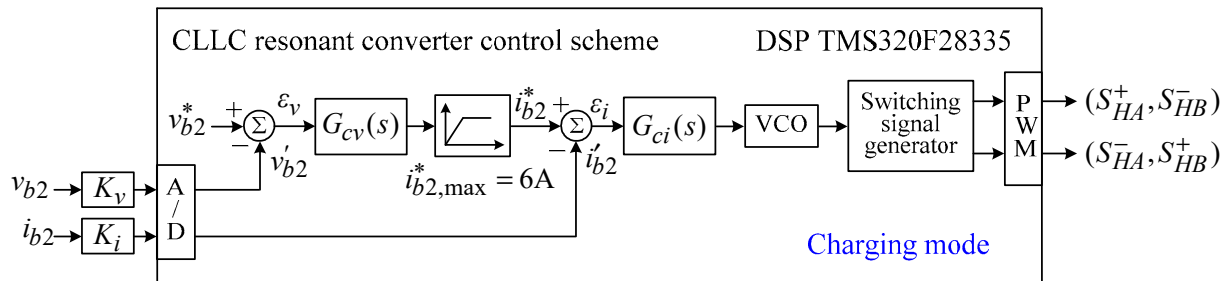 CLLC resonant converter control scheme
DSP TMS320F28335
v*b2
+
−
Σ
εv
v′b2
Gcv(s)
i*b2
i*b2,max = 6A
+
−
Σ
εi
i′b2
Gci(s)
VCO
Switching
signal
generator
P
W
M
(S+HA, S−HB)
(S−HA, S+HB)
vb2
Kv
ib2
Ki
A
/
D
Charging mode